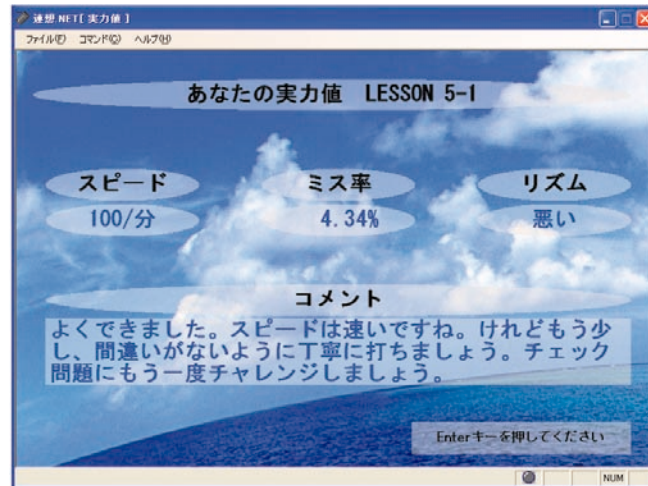 連想.NET[ 実力値 ]
ファイル(F) コマンド(C) ヘルプ(H)
あなたの実力値 LESSON 5-1
スピード ミス率 リズム
100/分 4.34% 悪い
コメント
よくできました。スピードは速いですね。けれどもう少
し、間違いがないように丁寧に打ちましょう。チェック
問題にもう一度チャレンジしましょう。
Enterキーを押してください
NUM